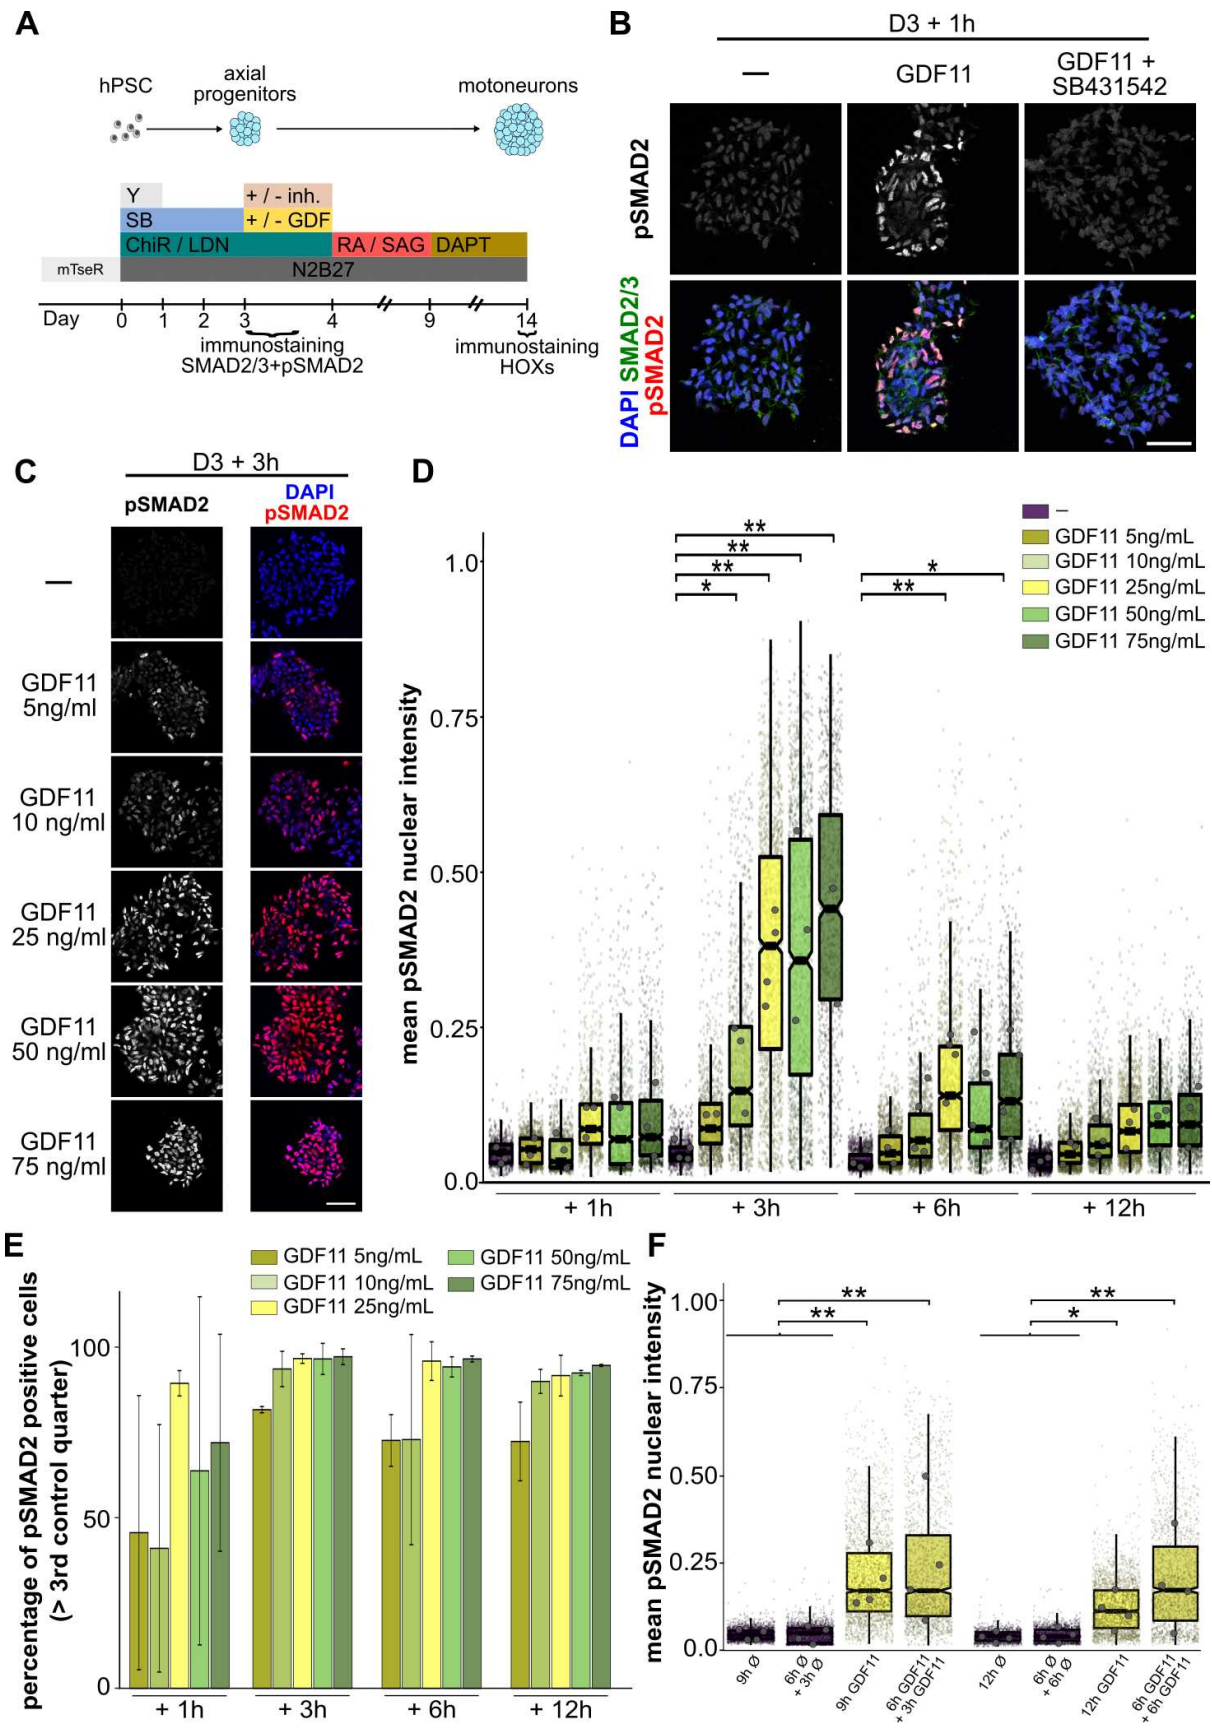 A
hPSC
axial
progenitors
motoneurons
Y
+ / - inh.
SB
+ / - GDF
ChiR / LDN
RA / SAG
DAPT
mTseR
N2B27
Day
0
1
2
3
4
9
14
immunostaining
SMAD2/3+pSMAD2
immunostaining
HOXs
B
D3 + 1h
—
GDF11
GDF11 +
SB431542
pSMAD2
DAPI SMAD2/3
pSMAD2
C
D3 + 3h
pSMAD2
DAPI
pSMAD2
—
GDF11
5ng/ml
GDF11
10 ng/ml
GDF11
25 ng/ml
GDF11
50 ng/ml
GDF11
75 ng/ml
D
–
GDF11 5ng/mL
GDF11 10ng/mL
GDF11 25ng/mL
GDF11 50ng/mL
GDF11 75ng/mL
**
**
**
*
*
**
mean pSMAD2 nuclear intensity
1.0
0.75
0.50
0.25
0.0
+ 1h
+ 3h
+ 6h
+ 12h
E
GDF11 5ng/mL
GDF11 10ng/mL
GDF11 25ng/mL
GDF11 50ng/mL
GDF11 75ng/mL
percentage of pSMAD2 positive cells
(> 3rd control quarter)
100
50
0
+ 1h
+ 3h
+ 6h
+ 12h
F
mean pSMAD2 nuclear intensity
1.00
0.75
0.50
0.25
0.0
**
**
**
*
9h Ø
6h Ø
+ 3h Ø
9h GDF11
6h GDF11
+ 3h GDF11
12h Ø
6h Ø
+ 6h Ø
12h GDF11
6h GDF11
+ 6h GDF11